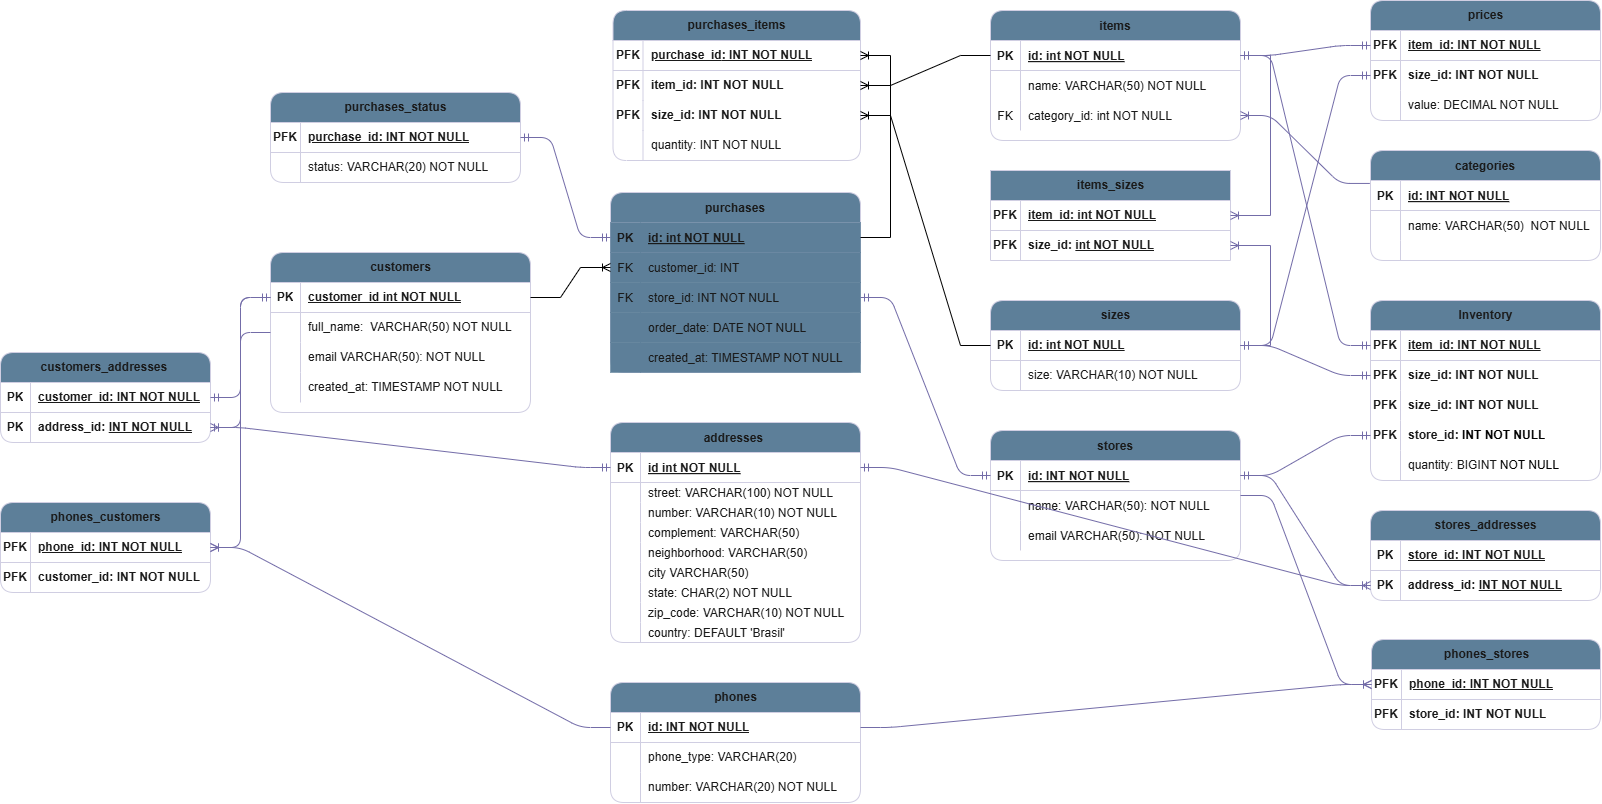 purchases_items
PFK purchase_id: INT NOT NULL
PFK item_id: INT NOT NULL
PFK size_id: INT NOT NULL
quantity: INT NOT NULL
items
PK id: int NOT NULL
name: VARCHAR(50) NOT NULL
FK category_id: int NOT NULL
prices
PFK item_id: INT NOT NULL
PFK size_id: INT NOT NULL
value: DECIMAL NOT NULL
purchases_status
PFK purchase_id: INT NOT NULL
status: VARCHAR(20) NOT NULL
categories
PK id: INT NOT NULL
name: VARCHAR(50) NOT NULL
items_sizes
PFK item_id: int NOT NULL
PFK size_id: int NOT NULL
purchases
PK id: int NOT NULL
FK customer_id: INT
FK store_id: INT NOT NULL
order_date: DATE NOT NULL
created_at: TIMESTAMP NOT NULL
customers
PK customer_id int NOT NULL
full_name: VARCHAR(50) NOT NULL
email VARCHAR(50): NOT NULL
created_at: TIMESTAMP NOT NULL
sizes
PK id: int NOT NULL
size: VARCHAR(10) NOT NULL
Inventory
PFK item_id: INT NOT NULL
PFK size_id: INT NOT NULL
PFK size_id: INT NOT NULL
PFK store_id: INT NOT NULL
quantity: BIGINT NOT NULL
customers_addresses
PK customer_id: INT NOT NULL
PK address_id: INT NOT NULL
addresses
PK id int NOT NULL
street: VARCHAR(100) NOT NULL
number: VARCHAR(10) NOT NULL
complement: VARCHAR(50)
neighborhood: VARCHAR(50)
city VARCHAR(50)
state: CHAR(2) NOT NULL
zip_code: VARCHAR(10) NOT NULL
country: DEFAULT 'Brasil'
stores
PK id: INT NOT NULL
name: VARCHAR(50): NOT NULL
email VARCHAR(50): NOT NULL
phones_customers
PFK phone_id: INT NOT NULL
PFK customer_id: INT NOT NULL
stores_addresses
PK store_id: INT NOT NULL
PK address_id: INT NOT NULL
phones_stores
PFK phone_id: INT NOT NULL
PFK store_id: INT NOT NULL
phones
PK id: INT NOT NULL
phone_type: VARCHAR(20)
number: VARCHAR(20) NOT NULL